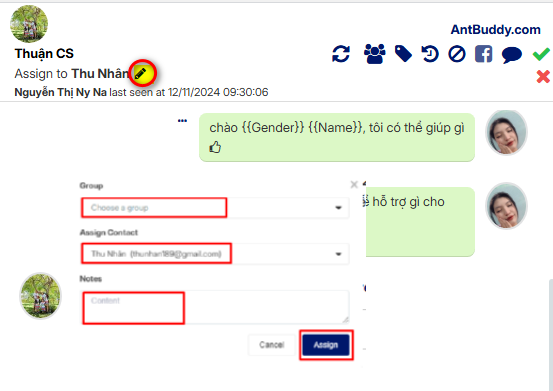 AntBuddy.com
Thuận CS
Assign to Thu Nhân
Nguyễn Thị Ny Na last seen at 12/11/2024 09:30:06
chào {{Gender}} {{Name}}, tôi có thể giúp gì
Group
Choose a group
hỗ trợ gì cho
Assign Contact
Thu Nhân (thunhan189@gmail.com)
Notes
Content
Cancel
Assign